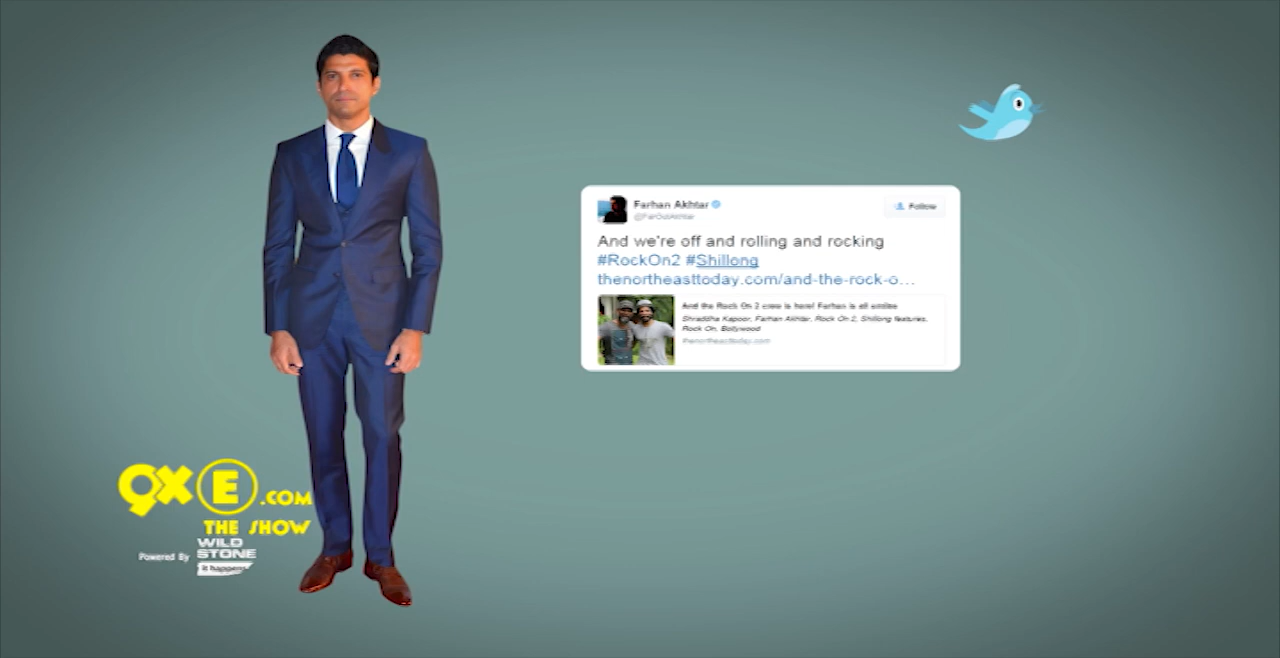 Farhan Akhtar
@FarOutAkhtar
Follow
And we're off and rolling and rocking
#RockOn2 #Shillong
thenortheasttoday.com/and-the-rock-o...
And the Rock On 2 crew is here! Farhan is all smiles
Shraddha Kapoor, Farhan Akhtar, Rock On 2, Shillong features,
Rock On, Bollywood
thenortheasttoday.com
9X E .COM
THE SHOW
Powered By
WILD
STONE
it happens